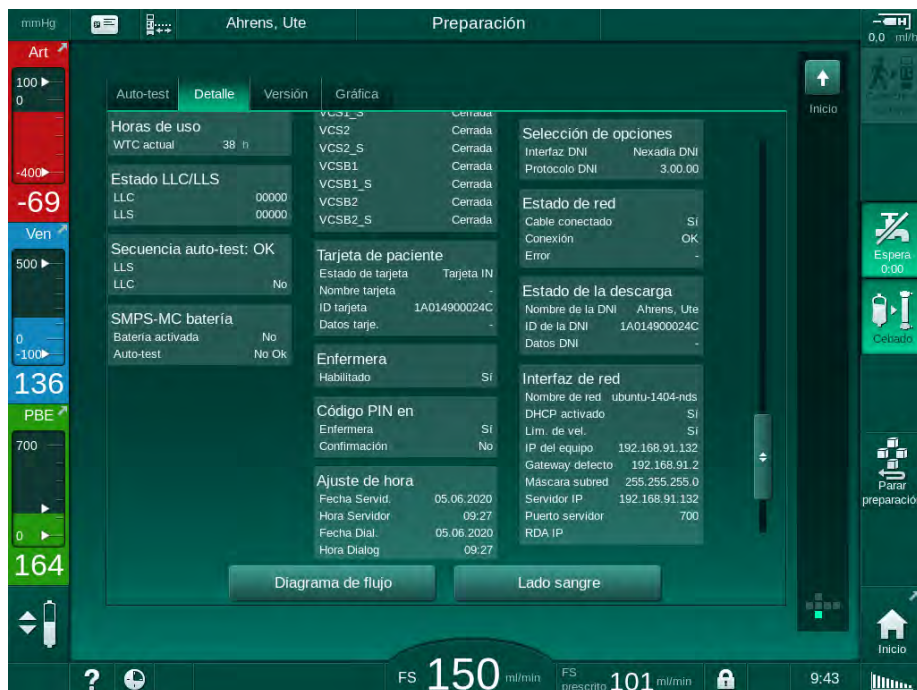 mmHg
Ahrens, Ute
Preparación
0,0 ml/h
Art
100
0
-400
-69
Ven
500
0
-100
136
PBE
700
0
164
Auto-test
Detalle
Versión
Gráfica
Inicio
Horas de uso
WTC actual 38 h
Estado LLC/LLS
LLC 00000
LLS 00000
Secuencia auto-test: OK
LLS
LLC No
SMPS-MC batería
Batería activada No
Auto-test No Ok
VCS1_S Cerrada
VCS2 Cerrada
VCS2_S Cerrada
VCSB1 Cerrada
VCSB1_S Cerrada
VCSB2 Cerrada
VCSB2_S Cerrada
Tarjeta de paciente
Estado de tarjeta Tarjeta IN
Nombre tarjeta -
ID tarjeta 1A014900024C
Datos tarje. -
Enfermera
Habilitado Sí
Código PIN en
Enfermera Sí
Confirmación No
Ajuste de hora
Fecha Servid. 05.06.2020
Hora Servidor 09:27
Fecha Dial. 05.06.2020
Hora Dialog 09:27
Selección de opciones
Interfaz DNI Nexadia DNI
Protocolo DNI 3.00.00
Estado de red
Cable conectado Sí
Conexión OK
Error -
Estado de la descarga
Nombre de la DNI Ahrens, Ute
ID de la DNI 1A014900024C
Datos DNI -
Interfaz de red
Nombre de red ubuntu-1404-nds
DHCP activado Sí
Lim. de vel. Sí
IP del equipo 192.168.91.132
Gateway defecto 192.168.91.2
Máscara subred 255.255.255.0
Servidor IP 192.168.91.132
Puerto servidor 700
RDA IP
Diagrama de flujo
Lado sangre
Espera
0:00
Cebado
Parar
preparació
Inicio
?
FS 150 ml/min
FS
prescrito 101 ml/min
9:43